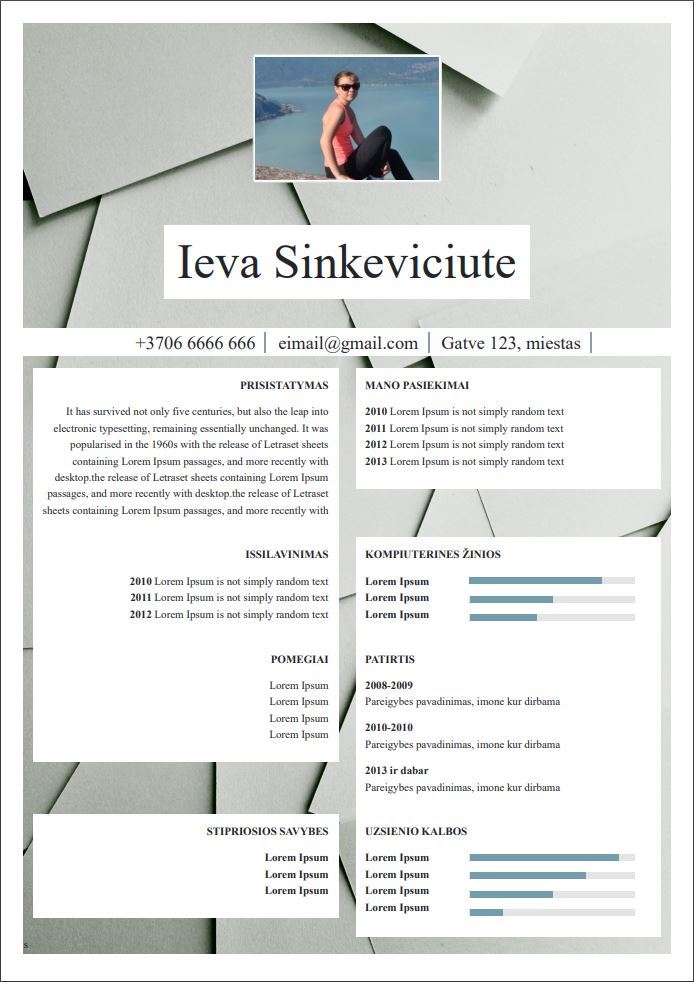 Ieva Sinkeviciute
+3706 6666 666 | eimail@gmail.com | Gatve 123, miestas |
PRISISTATYMAS
It has survived not only five centuries, but also the leap into
electronic typesetting, remaining essentially unchanged. It was
popularised in the 1960s with the release of Letraset sheets
containing Lorem Ipsum passages, and more recently with
desktop.the release of Letraset sheets containing Lorem Ipsum
passages, and more recently with desktop.the release of Letraset
sheets containing Lorem Ipsum passages, and more recently with
ISSILAVINIMAS
2010 Lorem Ipsum is not simply random text
2011 Lorem Ipsum is not simply random text
2012 Lorem Ipsum is not simply random text
POMEGIAI
Lorem Ipsum
Lorem Ipsum
Lorem Ipsum
Lorem Ipsum
STIPRIOSIOS SAVYBES
Lorem Ipsum
Lorem Ipsum
Lorem Ipsum
s
MANO PASIEKIMAI
2010 Lorem Ipsum is not simply random text
2011 Lorem Ipsum is not simply random text
2012 Lorem Ipsum is not simply random text
2013 Lorem Ipsum is not simply random text
KOMPIUTERINES ŽINIOS
Lorem Ipsum
Lorem Ipsum
Lorem Ipsum
PATIRTIS
2008-2009
Pareigybes pavadinimas, imone kur dirbama
2010-2010
Pareigybes pavadinimas, imone kur dirbama
2013 ir dabar
Pareigybes pavadinimas, imone kur dirbama
UZSIENIO KALBOS
Lorem Ipsum
Lorem Ipsum
Lorem Ipsum
Lorem Ipsum